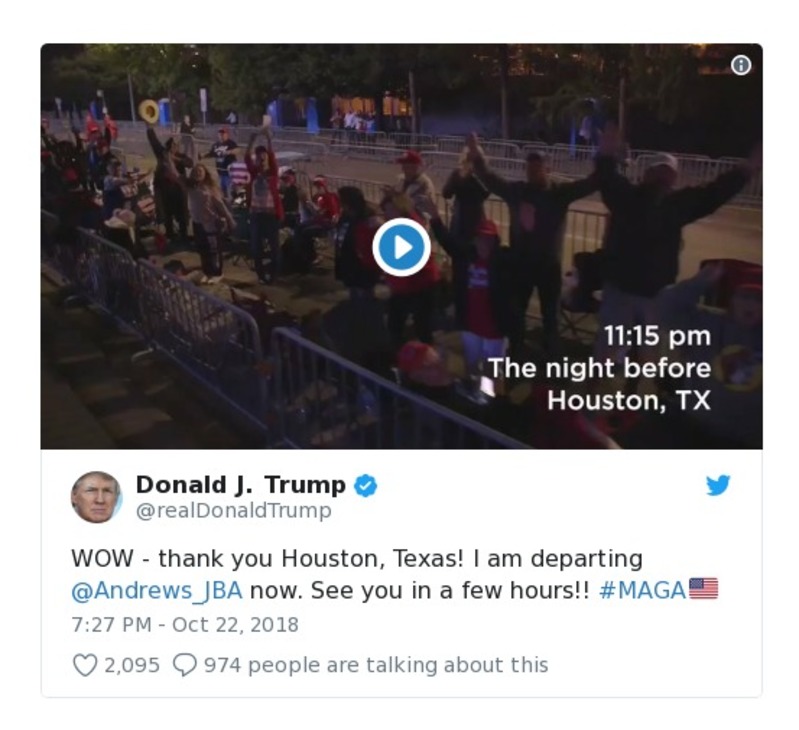 11:15 pm
The night before
Houston, TX
Donald J. Trump
@realDonaldTrump
WOW - thank you Houston, Texas! I am departing
@Andrews_JBA now. See you in a few hours!! #MAGA🇺🇸
7:27 PM - Oct 22, 2018
2,095 974 people are talking about this